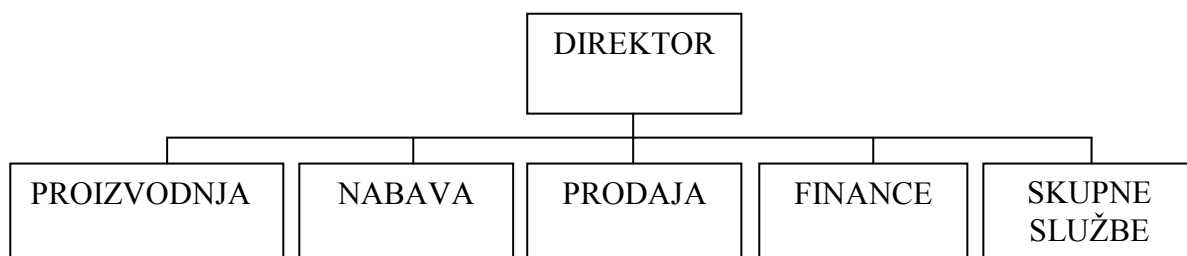 DIREKTOR
PROIZVODNJA
NABAVA
PRODAJA
FINANCE
SKUPNE
SLUŽBE